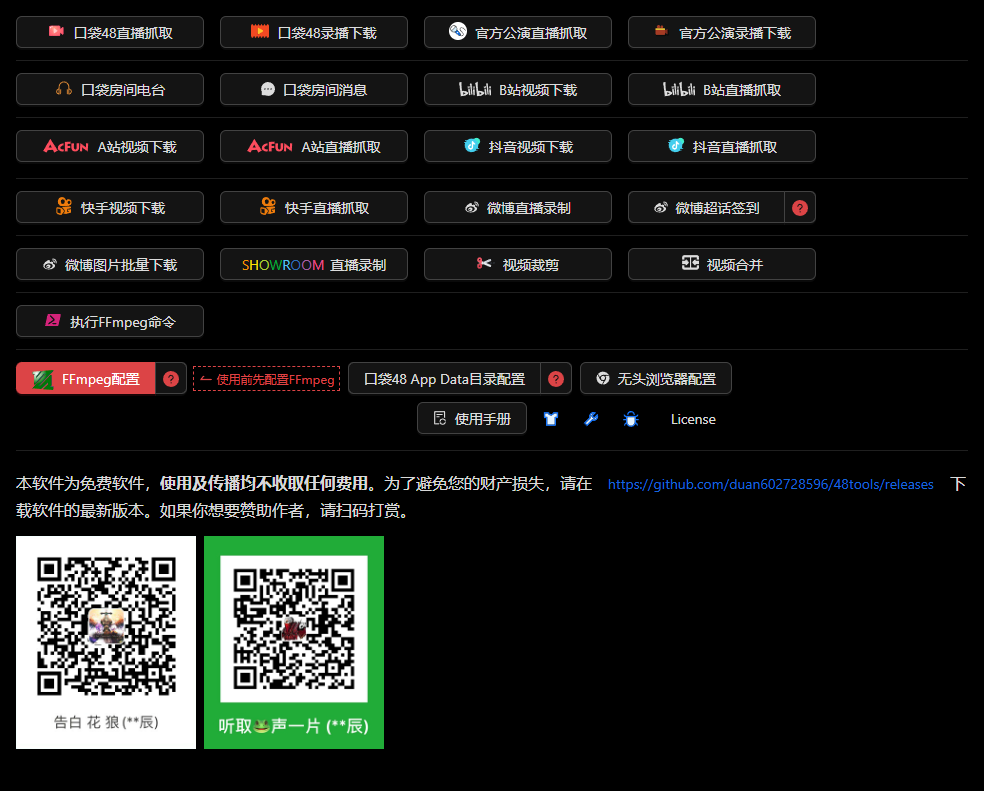 口袋48直播抓取 口袋48录播下载 官方公演直播抓取 官方公演录播下载
口袋房间电台 口袋房间消息 bilibili B站视频下载 bilibili B站直播抓取
AcFun A站视频下载 AcFun A站直播抓取 抖音视频下载 抖音直播抓取
快手视频下载 快手直播抓取 微博直播录制 微博超话签到 ?
微博图片批量下载 SHOWROOM 直播录制 视频裁剪 视频合并
执行FFmpeg命令
FFmpeg配置 ? ← 使用前先配置FFmpeg 口袋48 App Data目录配置 ? 无头浏览器配置
使用手册 License
本软件为免费软件，使用及传播均不收取任何费用。为了避免您的财产损失，请在 https://github.com/duan602728596/48tools/releases 下
载软件的最新版本。如果你想要赞助作者，请扫码打赏。
告白 花 狼(**辰) 听取🐸声一片 (**辰)